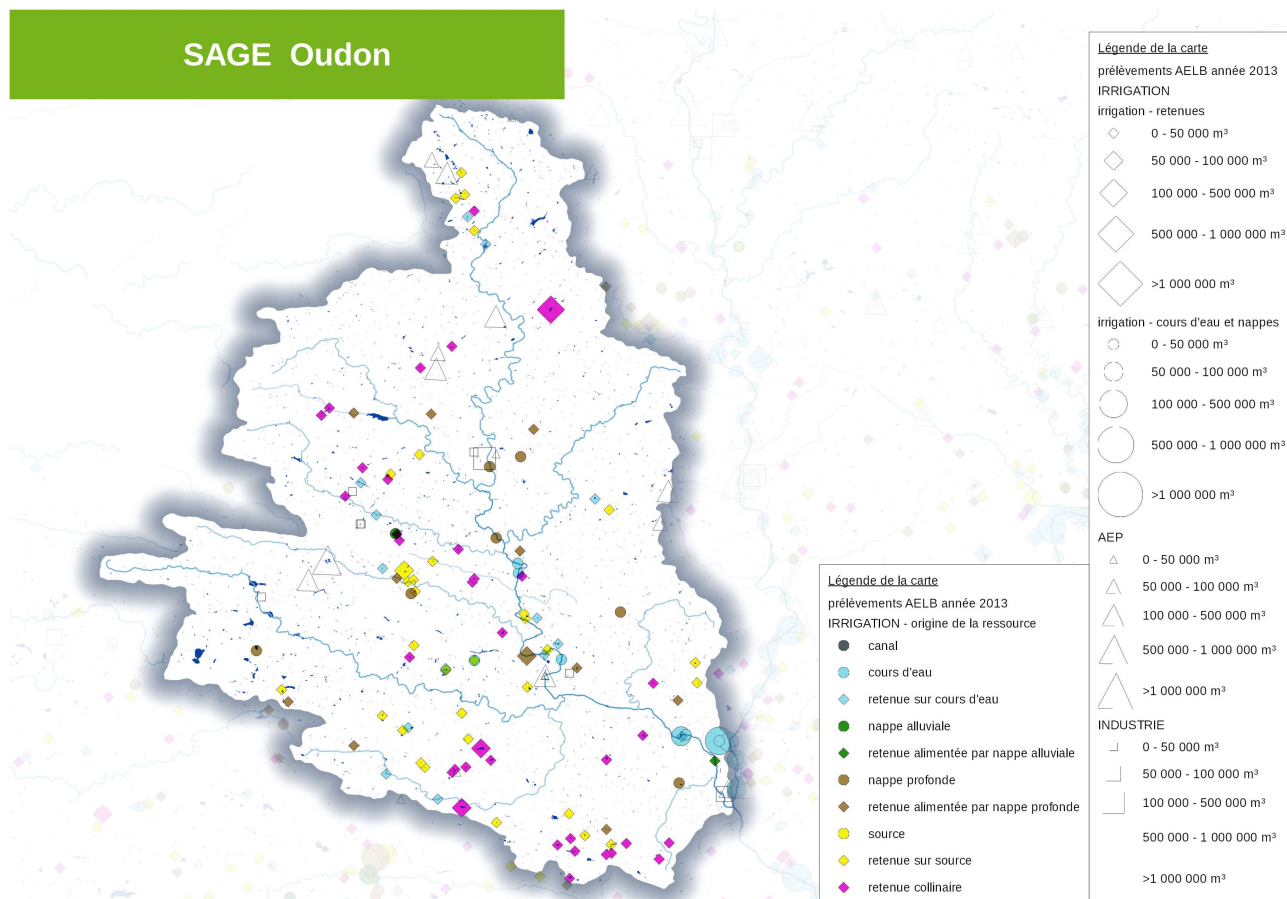 SAGE Oudon
Légende de la carte
prélèvements AELB année 2013
IRRIGATION
irrigation - retenues
0 - 50 000 m³
50 000 - 100 000 m³
100 000 - 500 000 m³
500 000 - 1 000 000 m³
>1 000 000 m³
irrigation - cours d'eau et nappes
0 - 50 000 m³
50 000 - 100 000 m³
100 000 - 500 000 m³
500 000 - 1 000 000 m³
>1 000 000 m³
AEP
0 - 50 000 m³
50 000 - 100 000 m³
100 000 - 500 000 m³
500 000 - 1 000 000 m³
>1 000 000 m³
INDUSTRIE
0 - 50 000 m³
50 000 - 100 000 m³
100 000 - 500 000 m³
500 000 - 1 000 000 m³
>1 000 000 m³
Légende de la carte
prélèvements AELB année 2013
IRRIGATION - origine de la ressource
canal
cours d'eau
retenue sur cours d'eau
nappe alluviale
retenue alimentée par nappe alluviale
nappe profonde
retenue alimentée par nappe profonde
source
retenue sur source
retenue collinaire